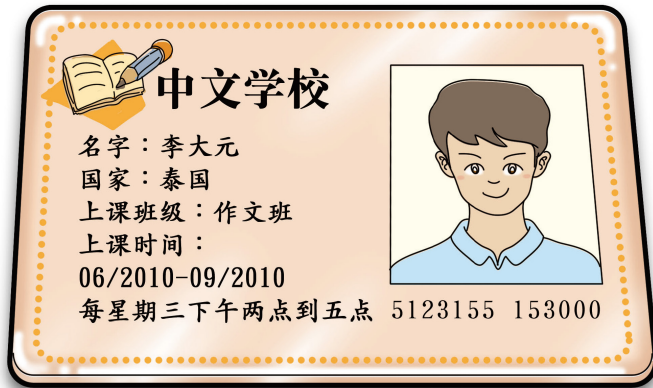 中文学校
名字：李大元
国家：泰国
上课班级：作文班
上课时间：
06/2010-09/2010
每星期三下午两点到五点
5123155 153000